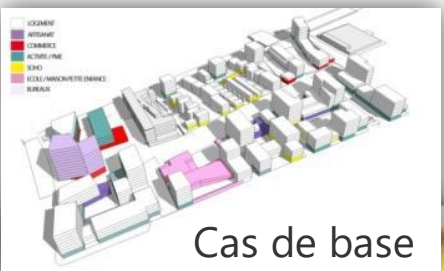 LOGEMENT
ARTISANAT
COMMERCE
ACTIVITE / PME
SOHO
ECOLE / MAISON PETITE ENFANCE
BUREAUX
Cas de base